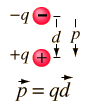 −q −
d p
+q +
p = qd